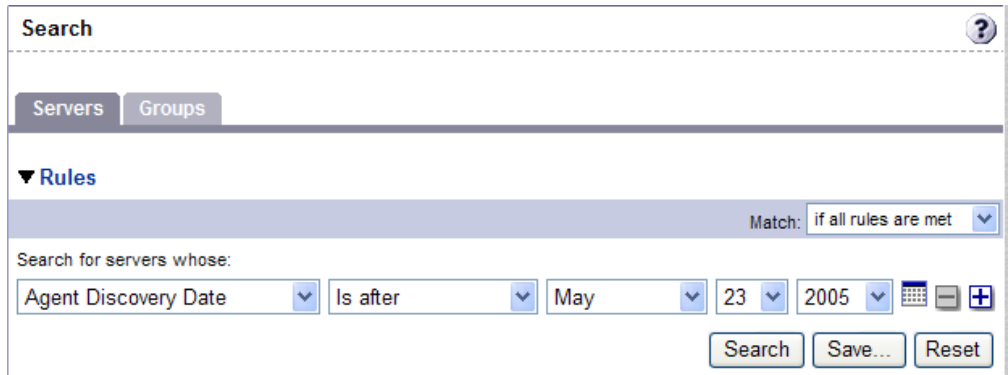 Search ?
Servers Groups
Rules
Match: if all rules are met
Search for servers whose:
Agent Discovery Date Is after May 23 2005
Search Save... Reset